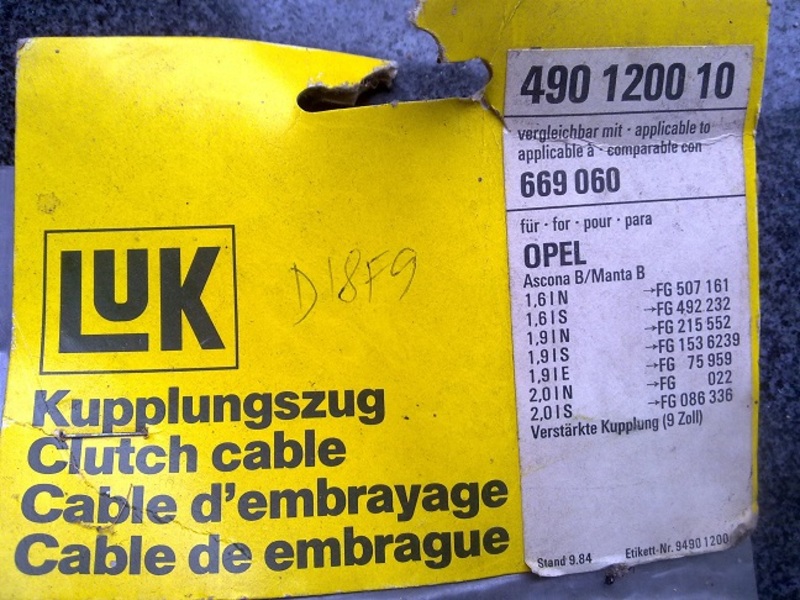 LUK
D18F9
Kupplungszug
Clutch cable
Cable d'embrayage
Cable de embrague
490 1200 10
vergleichbar mit · applicable to
applicable à · comparable con
669 060
für · for · pour · para
OPEL
Ascona B/Manta B
1,6 l N →FG 507 161
1,6 l S →FG 492 232
1,9 l N →FG 215 552
1,9 l S →FG 153 6239
1,9 l E →FG 75 959
2,0 l N →FG 022
2,0 l S →FG 086 336
Verstärkte Kupplung (9 Zoll)
Stand 9.84 Etikett-Nr. 9490 1200